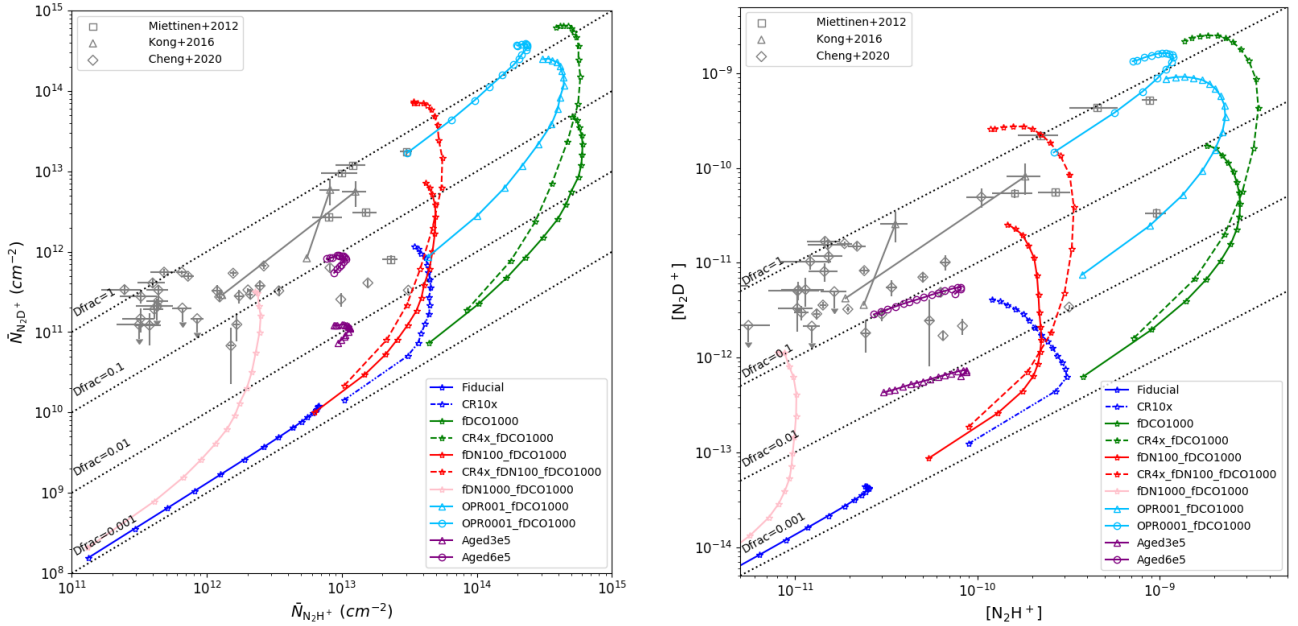 Miettinen+2012
Kong+2016
Cheng+2020
10^15
10^14
10^13
10^12
10^11
10^10
10^9
10^8
N̄_{N₂D⁺} (cm⁻²)
Dfrac=1
Dfrac=0.1
Dfrac=0.01
Dfrac=0.001
Fiducial
CR10x
fDCO1000
CR4x_fDCO1000
fDN100_fDCO1000
CR4x_fDN100_fDCO1000
fDN1000_fDCO1000
OPR001_fDCO1000
OPR0001_fDCO1000
Aged3e5
Aged6e5
10^11 10^12 10^13 10^14 10^15
N̄_{N₂H⁺} (cm⁻²)
Miettinen+2012
Kong+2016
Cheng+2020
10^−9
10^−10
10^−11
10^−12
10^−13
10^−14
[N₂D⁺]
Dfrac=1
Dfrac=0.1
Dfrac=0.01
Dfrac=0.001
Fiducial
CR10x
fDCO1000
CR4x_fDCO1000
fDN100_fDCO1000
CR4x_fDN100_fDCO1000
fDN1000_fDCO1000
OPR001_fDCO1000
OPR0001_fDCO1000
Aged3e5
Aged6e5
10^−11 10^−10 10^−9
[N₂H⁺]